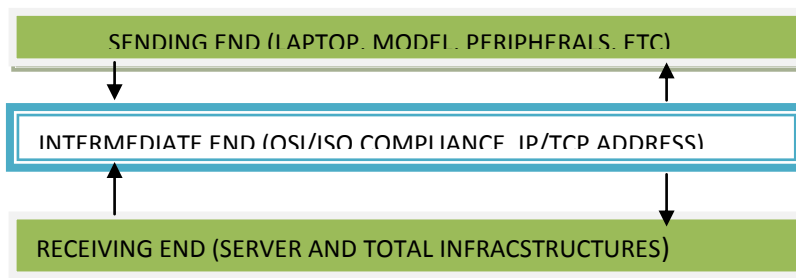 SENDING END (LAPTOP, MODEL, PERIPHERALS, ETC)
INTERMEDIATE END (OSI/ISO COMPLIANCE, IP/TCP ADDRESS)
RECEIVING END (SERVER AND TOTAL INFRACSTRUCTURES)